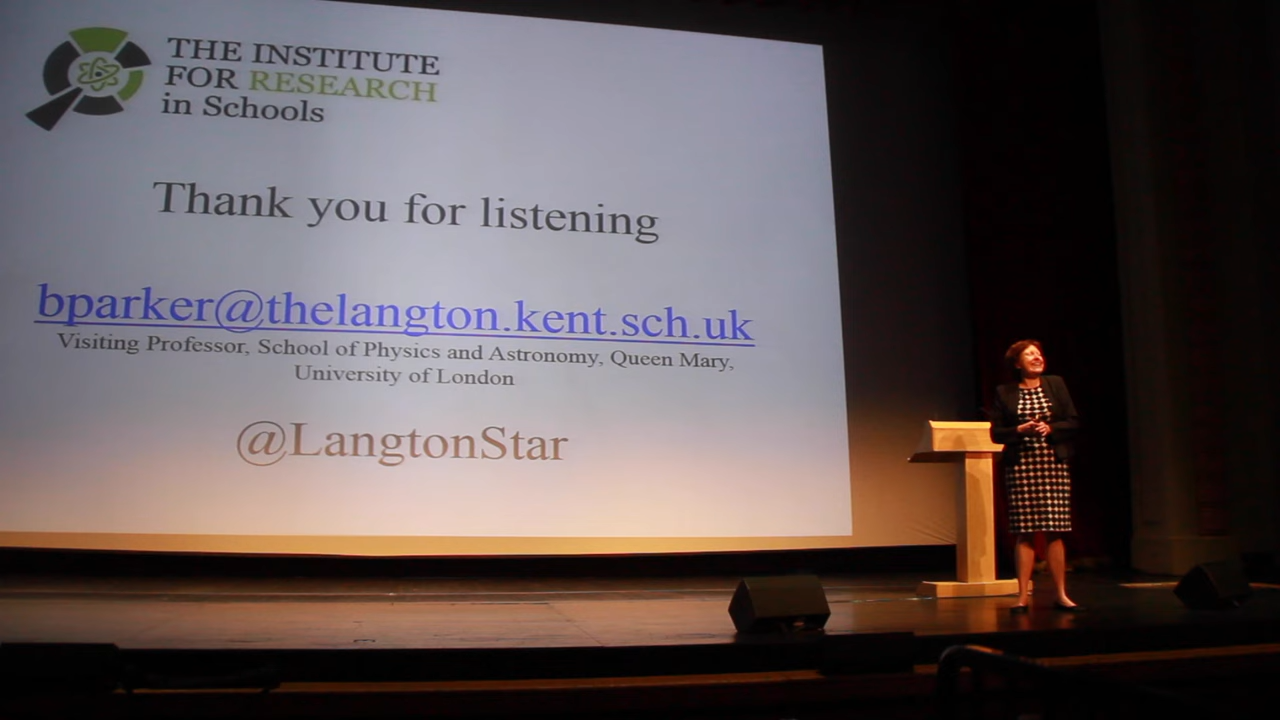 THE INSTITUTE
FOR RESEARCH
in Schools
Thank you for listening
bparker@thelangton.kent.sch.uk
Visiting Professor, School of Physics and Astronomy, Queen Mary,
University of London
@LangtonStar